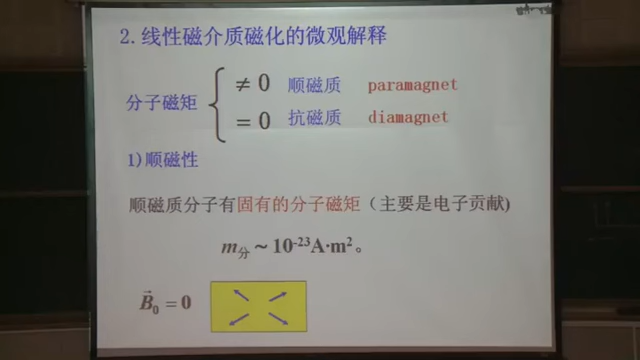 2.线性磁介质磁化的微观解释
分子磁矩 { ≠ 0 顺磁质 paramagnet
= 0 抗磁质 diamagnet
1)顺磁性
顺磁质分子有固有的分子磁矩（主要是电子贡献)
m分 ~ 10⁻²³A·m²。
B⃗₀ = 0